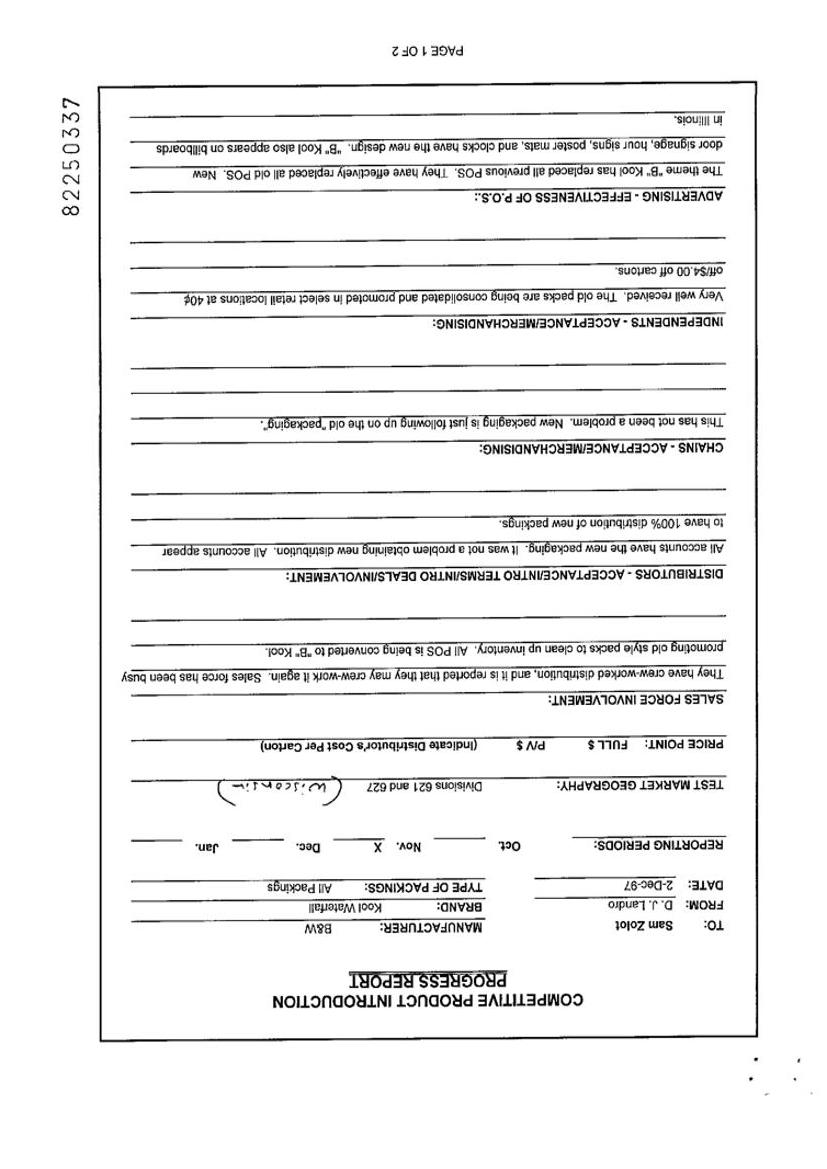 COMPETITIVE PRODUCT INTRODUCTION
PROGRESS REPORT
TO: Sam Zolot MANUFACTURER: B&W
FROM: D. J. Landro BRAND: Kool Waterfall
DATE: 2-Dec-97 TYPE OF PACKINGS: All Packings
REPORTING PERIODS: Oct. Nov. X Dec. Jan.
TEST MARKET GEOGRAPHY: Divisions 621 and 627 (Wisconsin)
PRICE POINT: FULL $ P/V $ (Indicate Distributor's Cost Per Carton)
SALES FORCE INVOLVEMENT:
They have crew-worked distribution, and it is reported that they may crew-work it again. Sales force has been busy
promoting old style packs to clean up inventory. All POS is being converted to "B" Kool.
DISTRIBUTORS - ACCEPTANCE/INTRO TERMS/INTRO DEALS/INVOLVEMENT:
All accounts have the new packaging. It was not a problem obtaining new distribution. All accounts appear
to have 100% distribution of new packings.
CHAINS - ACCEPTANCE/MERCHANDISING:
This has not been a problem. New packaging is just following up on the old "packaging".
INDEPENDENTS - ACCEPTANCE/MERCHANDISING:
Very well received. The old packs are being consolidated and promoted in select retail locations at 40¢
off/$4.00 off cartons.
ADVERTISING - EFFECTIVENESS OF P.O.S.:
The theme "B" Kool has replaced all previous POS. They have effectively replaced all old POS. New
door signage, hour signs, poster mats, and clocks have the new design. "B" Kool also appears on billboards
in Illinois.
PAGE 1 OF 2
82250337